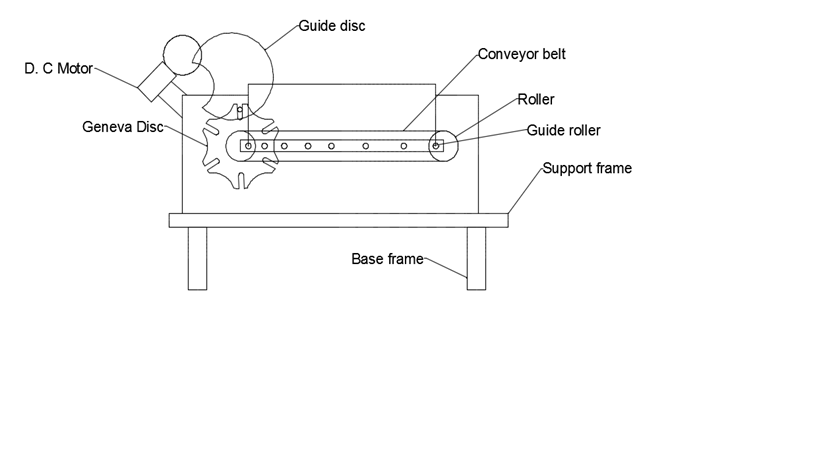 Guide disc
Conveyor belt
D. C Motor
Roller
Geneva Disc
Guide roller
Support frame
Base frame